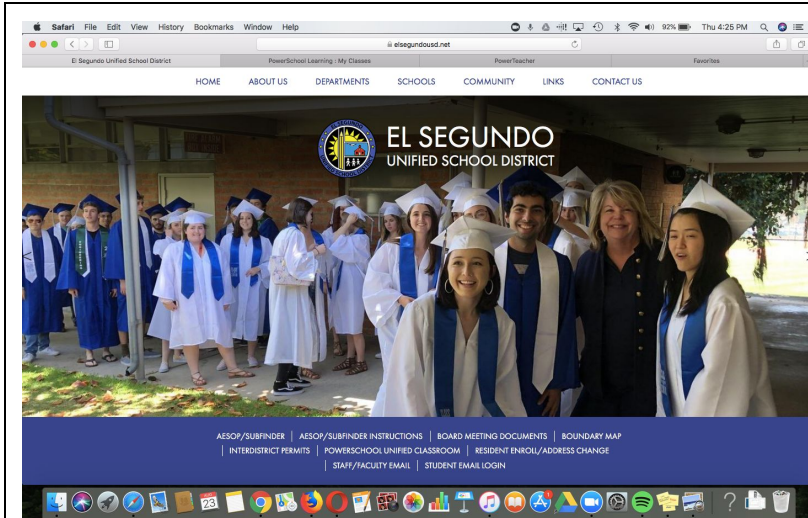 Safari File Edit View History Bookmarks Window Help 92% Thu 4:25 PM
elsegundousd.net
El Segundo Unified School District PowerSchool Learning : My Classes PowerTeacher Favorites
HOME ABOUT US DEPARTMENTS SCHOOLS COMMUNITY LINKS CONTACT US
EL SEGUNDO
UNIFIED SCHOOL DISTRICT
AESOP/SUBFINDER | AESOP/SUBFINDER INSTRUCTIONS | BOARD MEETING DOCUMENTS | BOUNDARY MAP
| INTERDISTRICT PERMITS | POWERSCHOOL UNIFIED CLASSROOM | RESIDENT ENROLL/ADDRESS CHANGE
| STAFF/FACULTY EMAIL | STUDENT EMAIL LOGIN
23